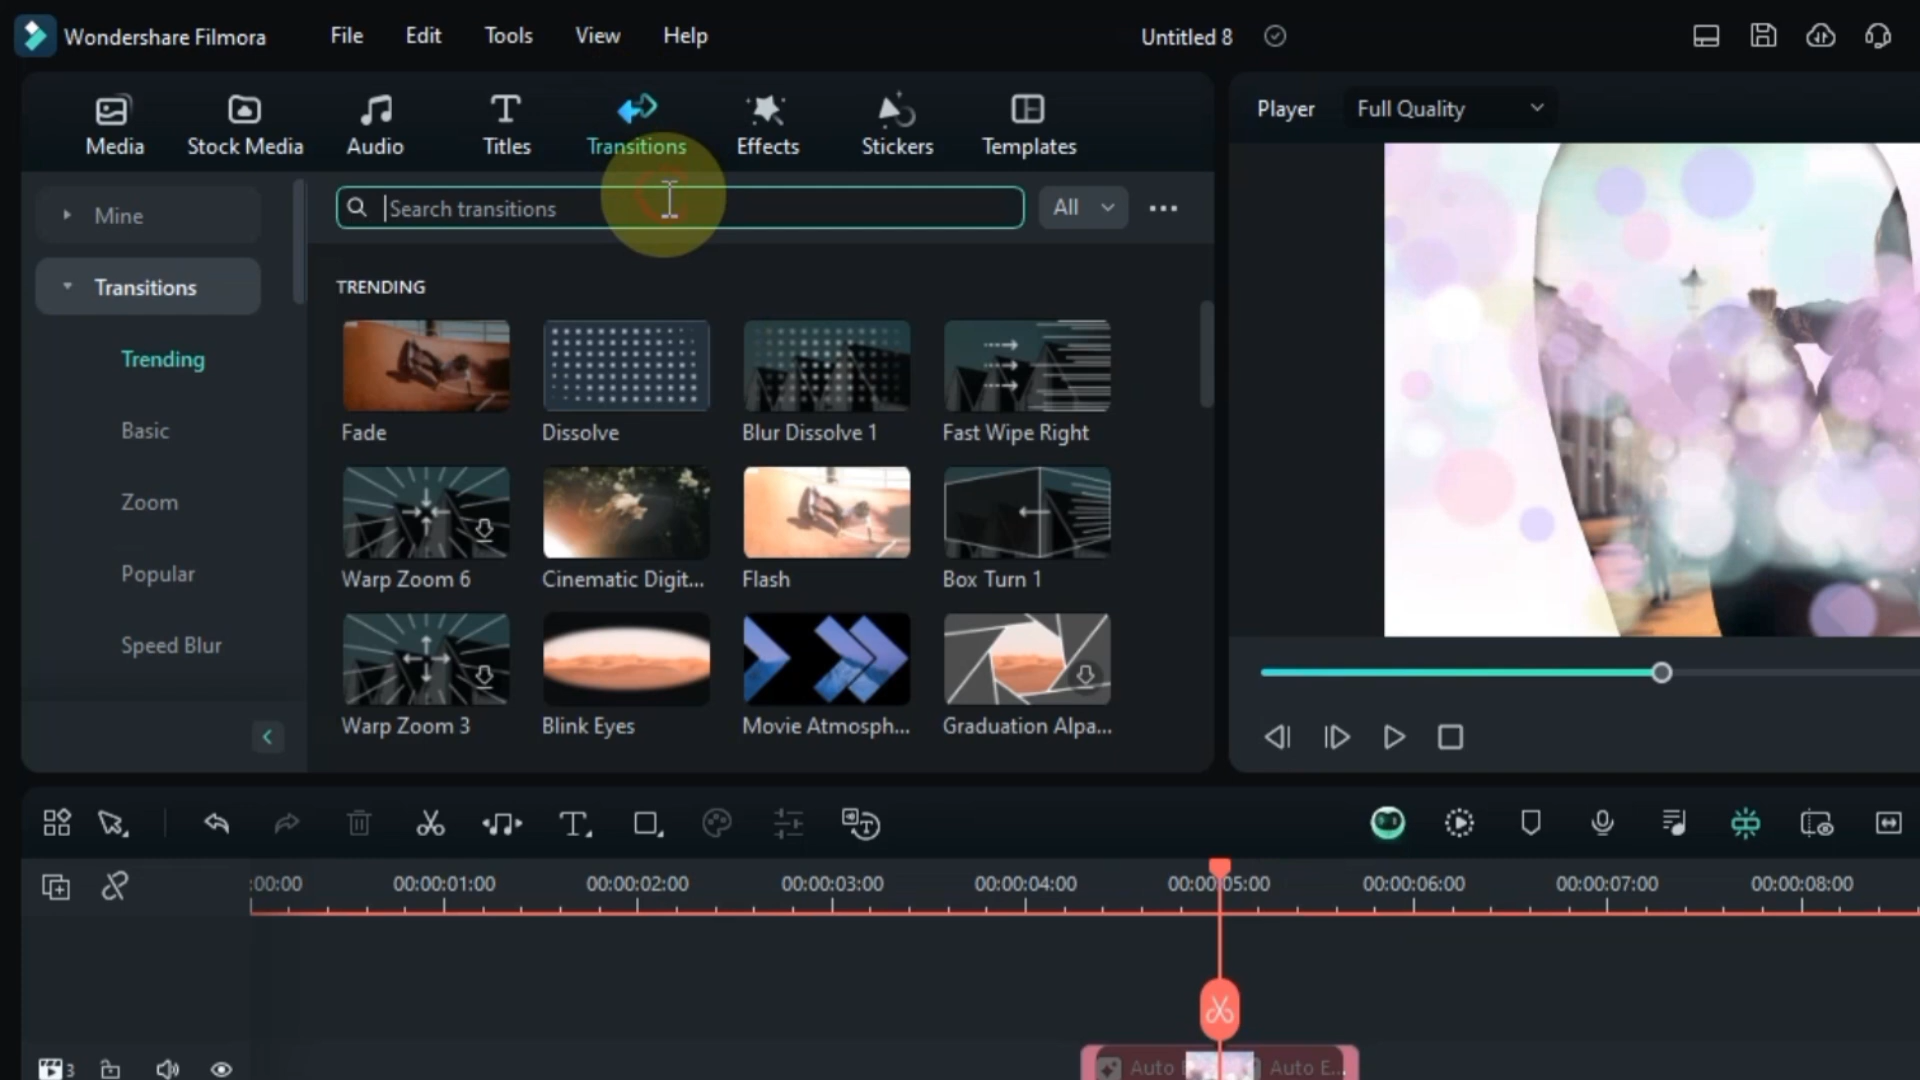 Wondershare Filmora
File Edit Tools View Help
Untitled 8
Media Stock Media Audio Titles Transitions Effects Stickers Templates
Player Full Quality
Mine
Search transitions
All
Transitions
TRENDING
Trending
Basic
Zoom
Popular
Speed Blur
Fade Dissolve Blur Dissolve 1 Fast Wipe Right
Warp Zoom 6 Cinematic Digit... Flash Box Turn 1
Warp Zoom 3 Blink Eyes Movie Atmosph... Graduation Alpa...
:00:00 00:00:01:00 00:00:02:00 00:00:03:00 00:00:04:00 00:00:05:00 00:00:06:00 00:00:07:00 00:00:08:00
3
Auto Auto E...